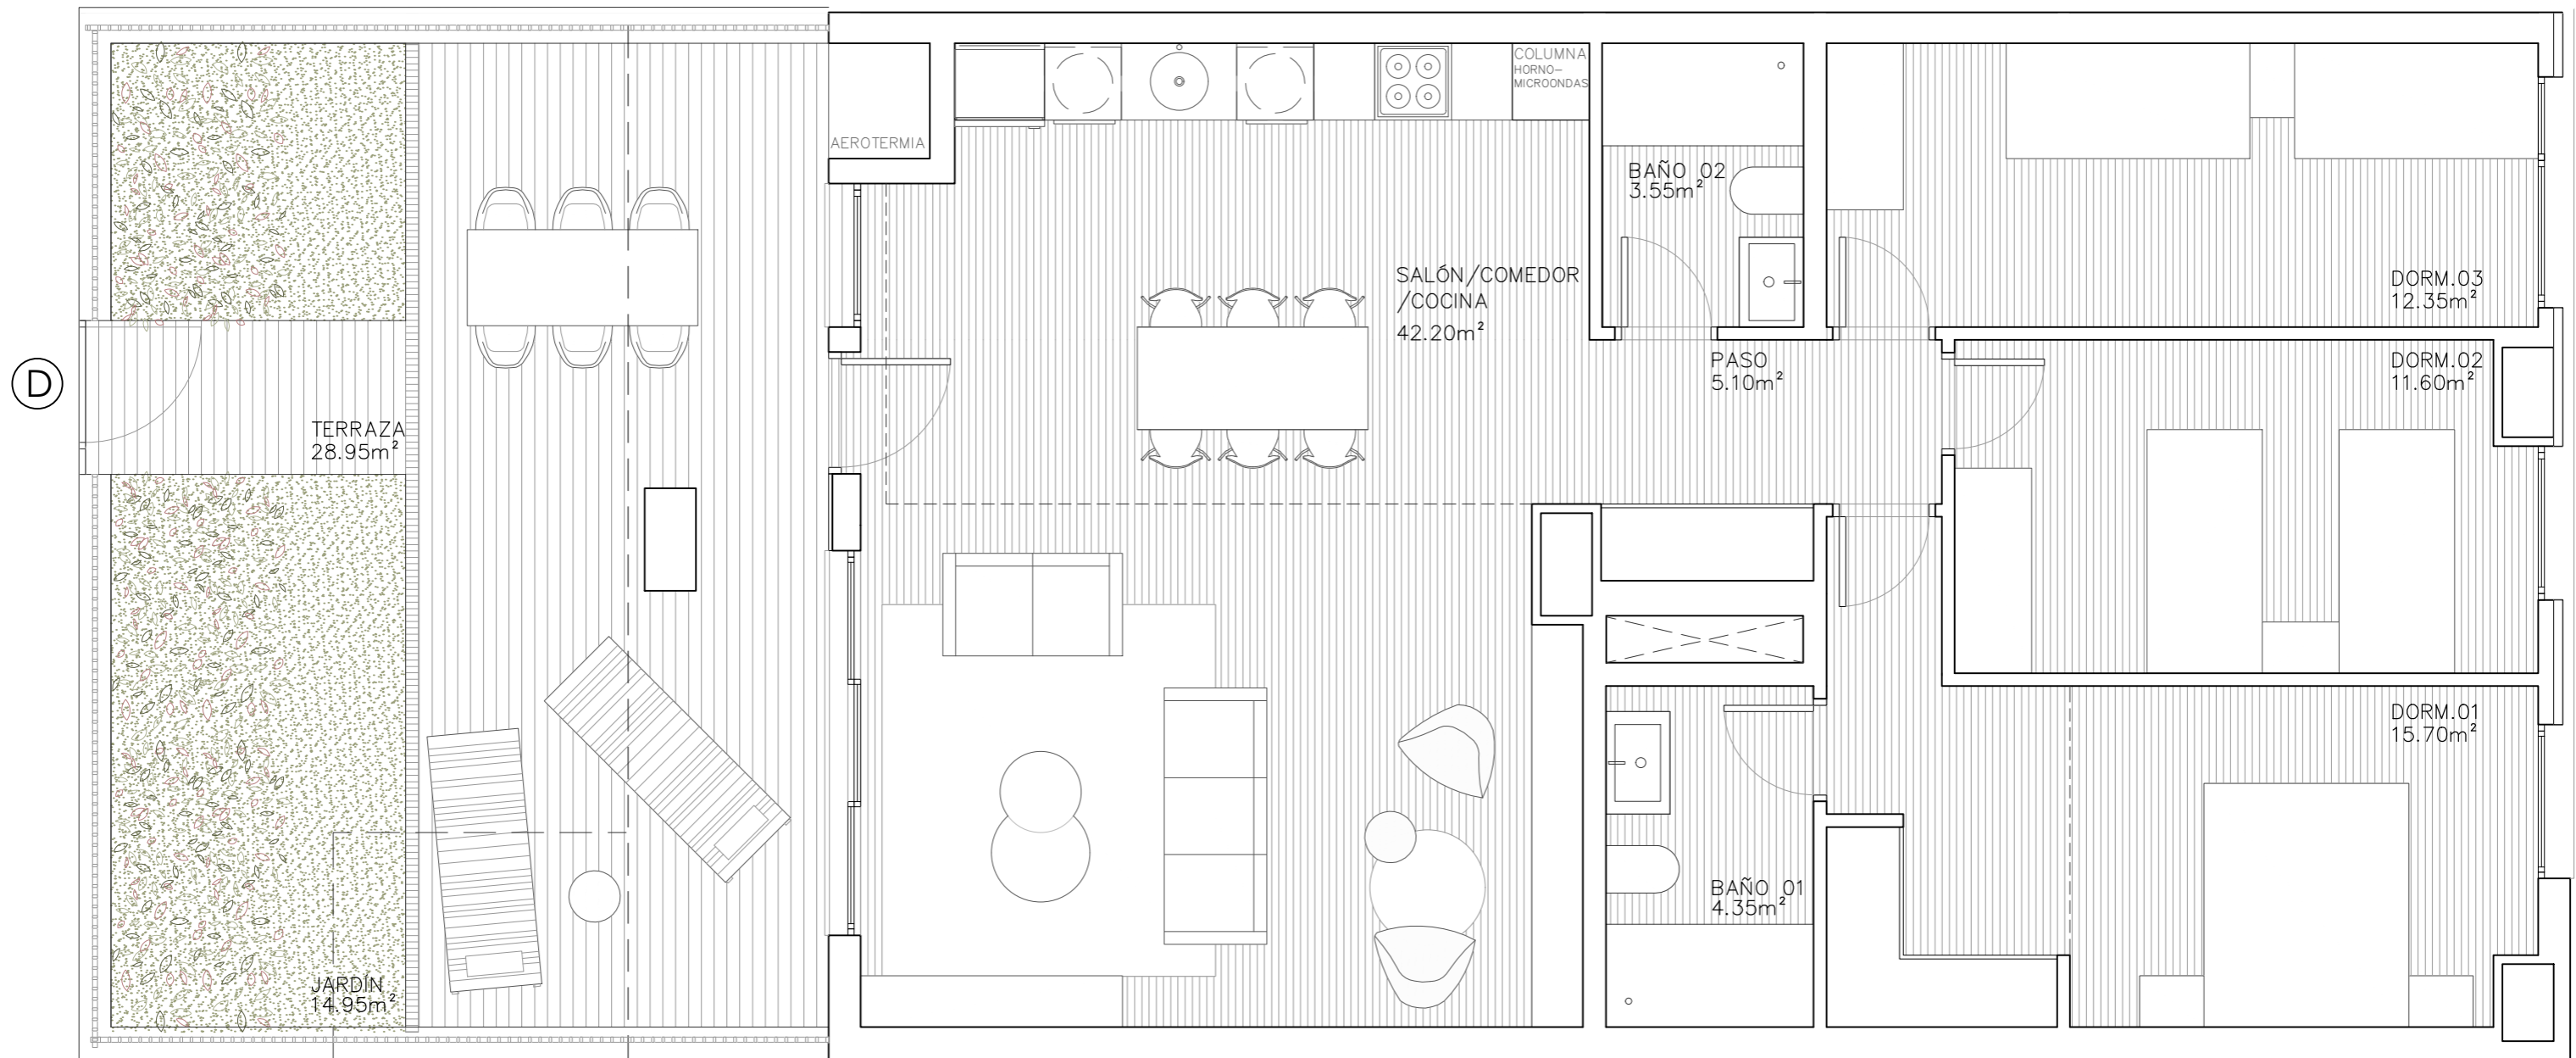 COLUMNA
HORNO-
MICROONDAS
AEROTERMIA
BAÑO 02
3.55m²
SALÓN/COMEDOR
/COCINA
42.20m²
DORM.03
12.35m²
PASO
5.10m²
DORM.02
11.60m²
D
TERRAZA
28.95m²
DORM.01
15.70m²
BAÑO 01
4.35m²
JARDÍN
14.95m²